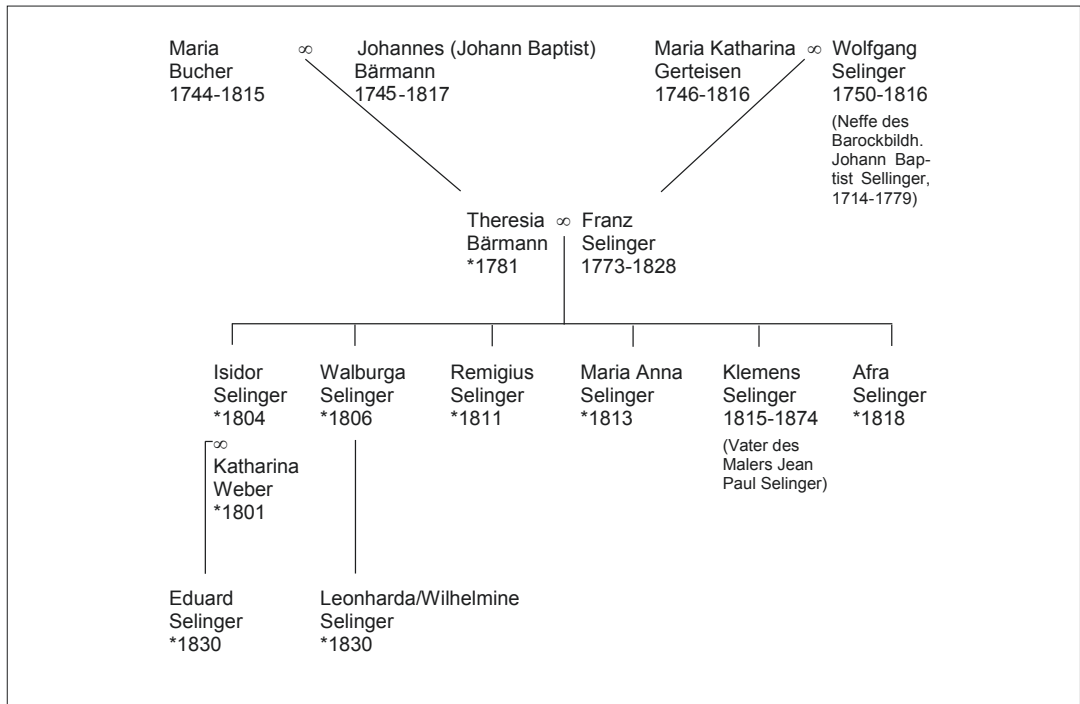 Maria
Bucher
1744-1815
∞
Johannes (Johann Baptist)
Bärmann
1745-1817
Maria Katharina
Gerteisen
1746-1816
∞
Wolfgang
Selinger
1750-1816
(Neffe des
Barockbildh.
Johann Bap-
tist Sellinger,
1714-1779)
Theresia
Bärmann
*1781
∞
Franz
Selinger
1773-1828
Isidor
Selinger
*1804
∞
Katharina
Weber
*1801
Walburga
Selinger
*1806
Remigius
Selinger
*1811
Maria Anna
Selinger
*1813
Klemens
Selinger
1815-1874
(Vater des
Malers Jean
Paul Selinger)
Afra
Selinger
*1818
Eduard
Selinger
*1830
Leonharda/Wilhelmine
Selinger
*1830